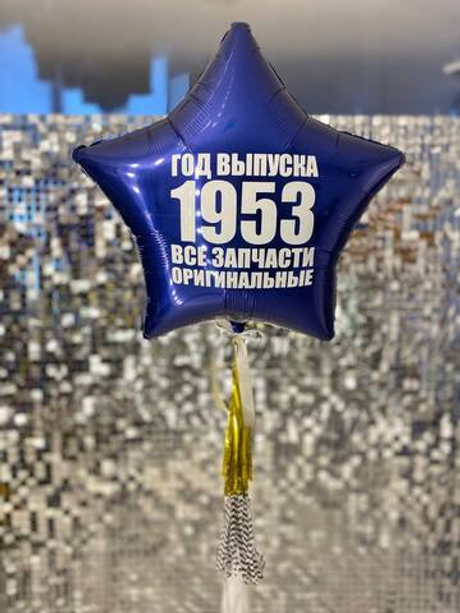 ГОД ВЫПУСКА
1953
ВСЕ ЗАПЧАСТИ
ОРИГИНАЛЬНЫЕ